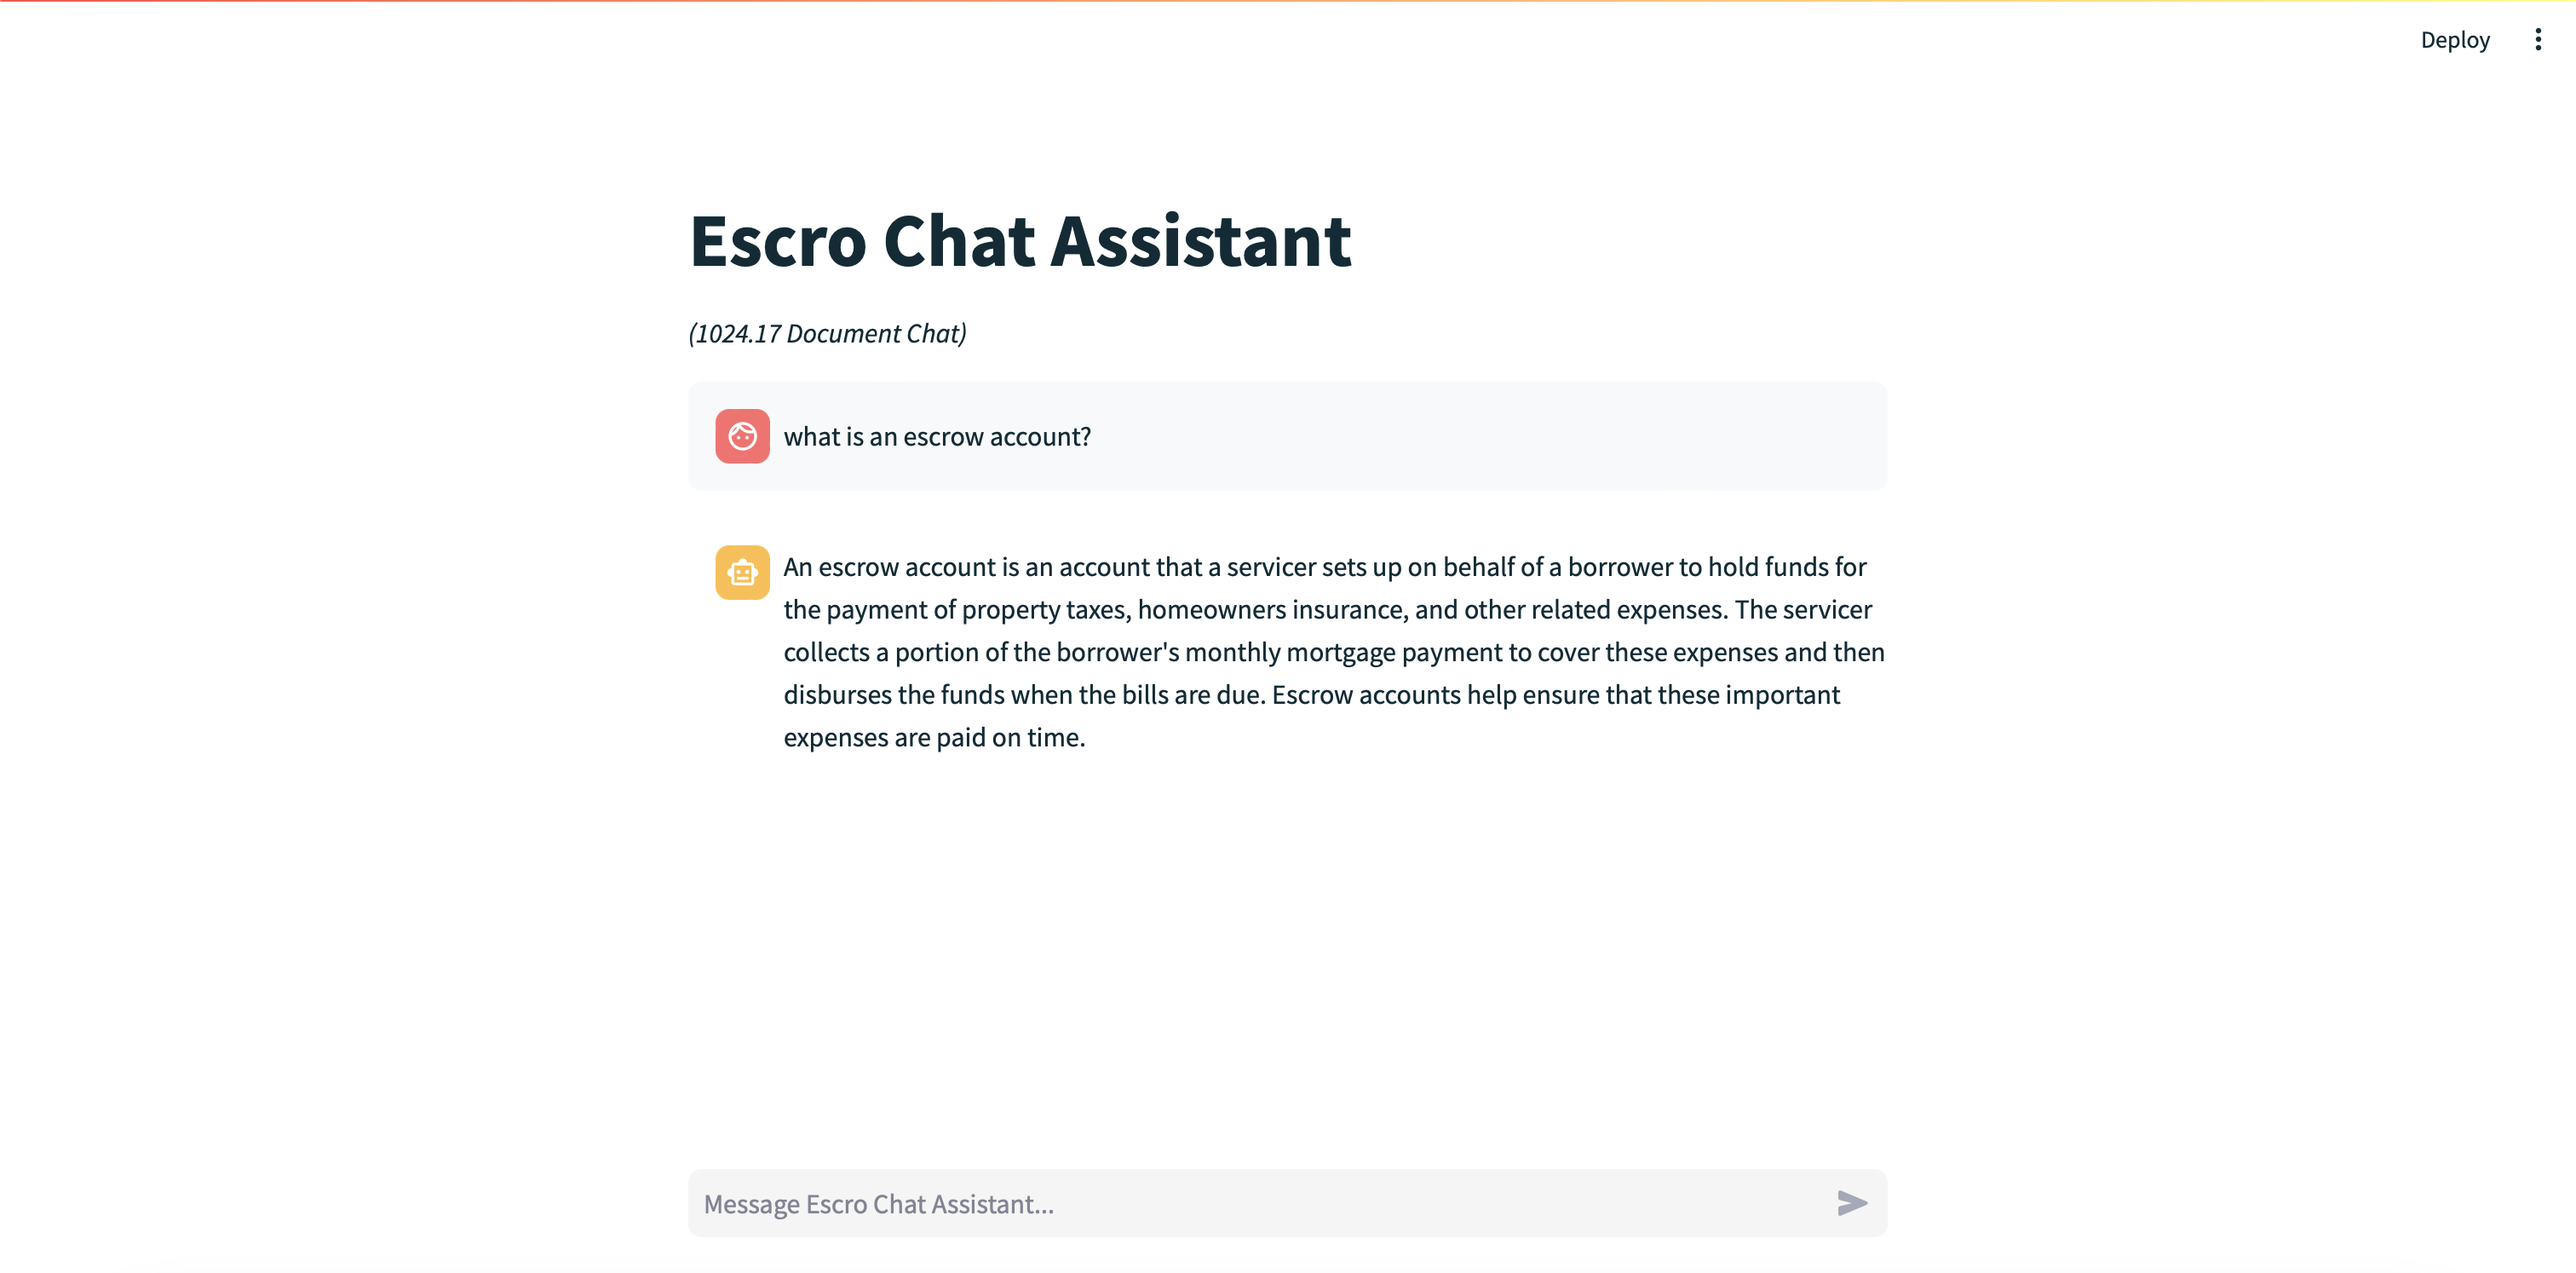 Deploy
Escro Chat Assistant
(1024.17 Document Chat)
what is an escrow account?
An escrow account is an account that a servicer sets up on behalf of a borrower to hold funds for
the payment of property taxes, homeowners insurance, and other related expenses. The servicer
collects a portion of the borrower's monthly mortgage payment to cover these expenses and then
disburses the funds when the bills are due. Escrow accounts help ensure that these important
expenses are paid on time.
Message Escro Chat Assistant...